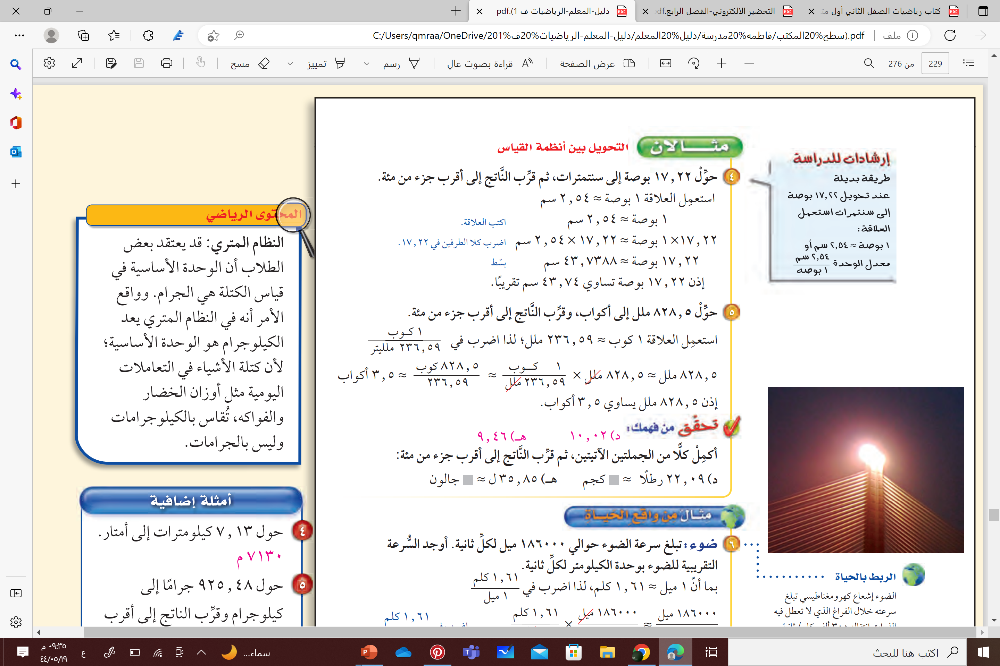 كتاب رياضيات الصفل الثاني أول
التحضير الالكتروني-الفصل الرابع.pdf
دليل-المعلم-الرياضيات ف 1).pdf
ملف
C:/Users/qmraa/OneDrive/سطح%20المكتب/فاطمه%20مدرسة/دليل%20المعلم/دليل-المعلم-الرياضيات%20ف%201).pdf
229
من 276
عرض الصفحة
قراءة بصوت عالٍ
رسم
تمييز
مسح
مثـــالان
التحويل بين أنظمة القياس
٤ حوِّلْ ١٧,٢٢ بوصة إلى سنتمترات، ثم قرِّب النَّاتج إلى أقرب جزء من مئة.
استعمِل العلاقة ١ بوصة ≈ ٢,٥٤ سم
١ بوصة ≈ ٢,٥٤ سم اكتب العلاقة.
١٧,٢٢×١ بوصة ≈ ١٧,٢٢ × ٢,٥٤ سم اضرب كلا الطرفين في ١٧,٢٢.
١٧,٢٢ بوصة ≈ ٤٣,٧٣٨٨ سم بسّط
إذن ١٧,٢٢ بوصة تساوي ٤٣,٧٤ سم تقريبًا.
٥ حوِّلْ ٨٢٨,٥ ملل إلى أكواب، وقرِّب النَّاتج إلى أقرب جزء من مئة.
استعمِل العلاقة ١ كوب ≈ ٢٣٦,٥٩ ملل؛ لذا اضرب في ١ كـوب / ٢٣٦,٥٩ ملليتر
٨٢٨,٥ ملل ≈ ٨٢٨,٥ ملل × ١ كـــوب / ٢٣٦,٥٩ ملل ≈ ٨٢٨,٥ كوب / ٢٣٦,٥٩ ≈ ٣,٥ أكواب
إذن ٨٢٨,٥ ملل يساوي ٣,٥ أكواب.
تحقَّق من فهمك:
د) ١٠,٠٢ هـ) ٩,٤٦
أكمِلْ كلًّا من الجملتين الآتيتين، ثم قرِّب النَّاتج إلى أقرب جزء من مئة:
د) ٢٢,٠٩ رطلًا ≈ ■ كجم هـ) ٣٥,٨٥ ل ≈ ■ جالون
مثـال من واقع الحياة
٦ ضوء: تبلغ سرعة الضوء حوالي ١٨٦٠٠٠ ميل لكلِّ ثانية. أوجد السُّرعة
التقريبية للضوء بوحدة الكيلومتر لكلِّ ثانية.
بما أنّ ١ ميل ≈ ١,٦١ كلم، لذا اضرب في ١,٦١ كلم / ١ ميل
١٨٦٠٠٠ ميل ≈ ١٨٦٠٠٠ ميل × ١,٦١ كلم
١,٦١ كلم
إرشادات للدراسة
طريقة بديلة
عند تحويل ١٧,٢٢ بوصة
إلى سنتمرات استعمل
العلاقة:
١ بوصة ≈ ٢,٥٤ سم أو
معدل الوحدة ٢,٥٤ سم / ١ بوصه
الربط بالحياة
الضوء إشعاع كهرومغناطيسي تبلغ
سرعته خلال الفراغ الذي لا تعطل فيه
المحتوى الرياضي
النظام المتري: قد يعتقد بعض
الطلاب أن الوحدة الأساسية في
قياس الكتلة هي الجرام. وواقع
الأمر أنه في النظام المتري يعد
الكيلوجرام هو الوحدة الأساسية؛
لأن كتلة الأشياء في التعاملات
اليومية مثل أوزان الخضار
والفواكه، تُقاس بالكيلوجرامات
وليس بالجرامات.
أمثلة إضافية
٤ حول ٧,١٣ كيلومترات إلى أمتار.
٧١٣٠ م
٥ حول ٩٢٥,٤٨ جرامًا إلى
كيلوجرام وقرِّب الناتج إلى أقرب
اكتب هنا للبحث
سماء...
ع
٠٩:٣٥ م
٤٤/٠٥/١٩